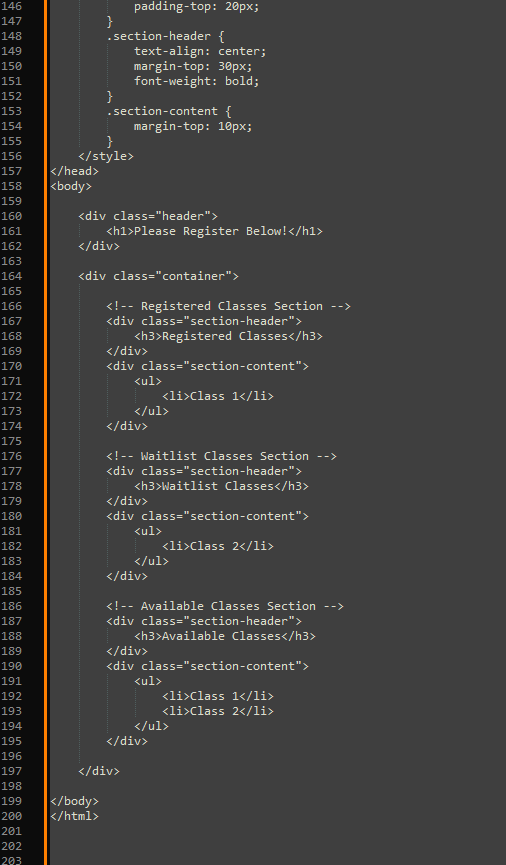 146             padding-top: 20px;
147         }
148         .section-header {
149             text-align: center;
150             margin-top: 30px;
151             font-weight: bold;
152         }
153         .section-content {
154             margin-top: 10px;
155         }
156     </style>
157 </head>
158 <body>
159
160     <div class="header">
161         <h1>Please Register Below!</h1>
162     </div>
163
164     <div class="container">
165
166         <!-- Registered Classes Section -->
167         <div class="section-header">
168             <h3>Registered Classes</h3>
169         </div>
170         <div class="section-content">
171             <ul>
172                 <li>Class 1</li>
173             </ul>
174         </div>
175
176         <!-- Waitlist Classes Section -->
177         <div class="section-header">
178             <h3>Waitlist Classes</h3>
179         </div>
180         <div class="section-content">
181             <ul>
182                 <li>Class 2</li>
183             </ul>
184         </div>
185
186         <!-- Available Classes Section -->
187         <div class="section-header">
188             <h3>Available Classes</h3>
189         </div>
190         <div class="section-content">
191             <ul>
192                 <li>Class 1</li>
193                 <li>Class 2</li>
194             </ul>
195         </div>
196
197     </div>
198
199 </body>
200 </html>
201
202
203